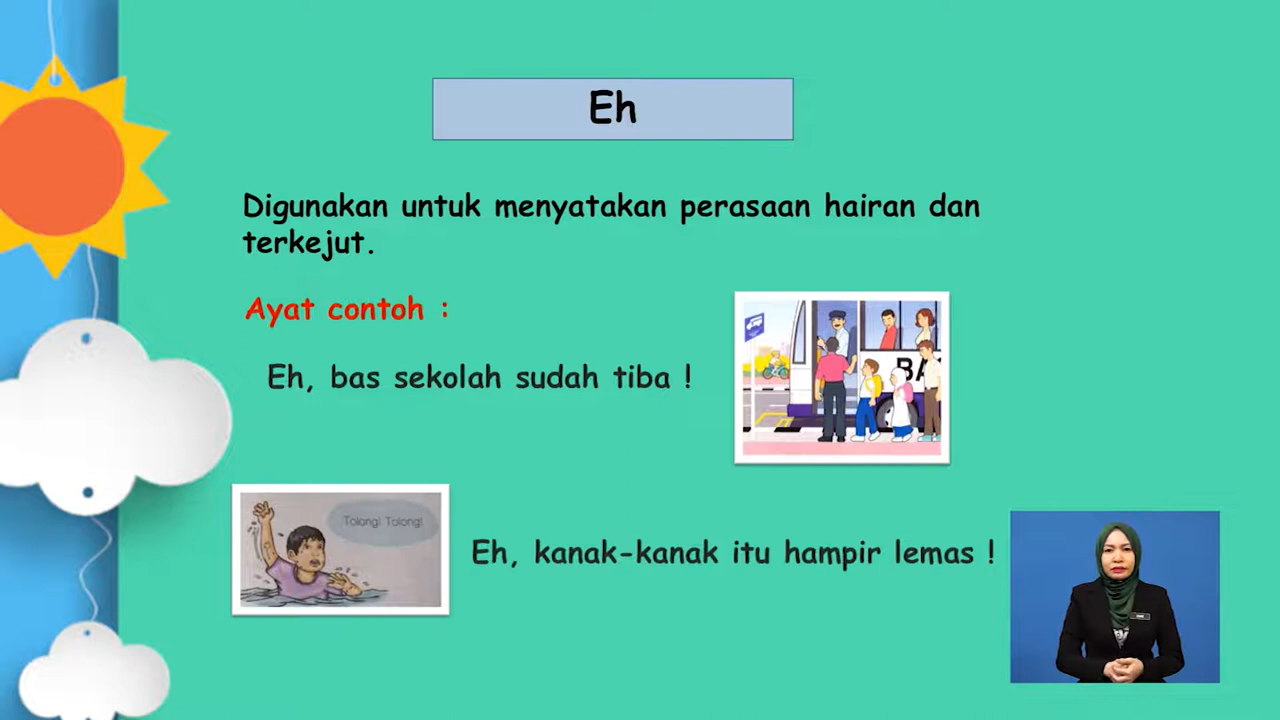 Eh
Digunakan untuk menyatakan perasaan hairan dan
terkejut.
Ayat contoh :
Eh, bas sekolah sudah tiba !
BA
Tolong! Tolong!
Eh, kanak-kanak itu hampir lemas !